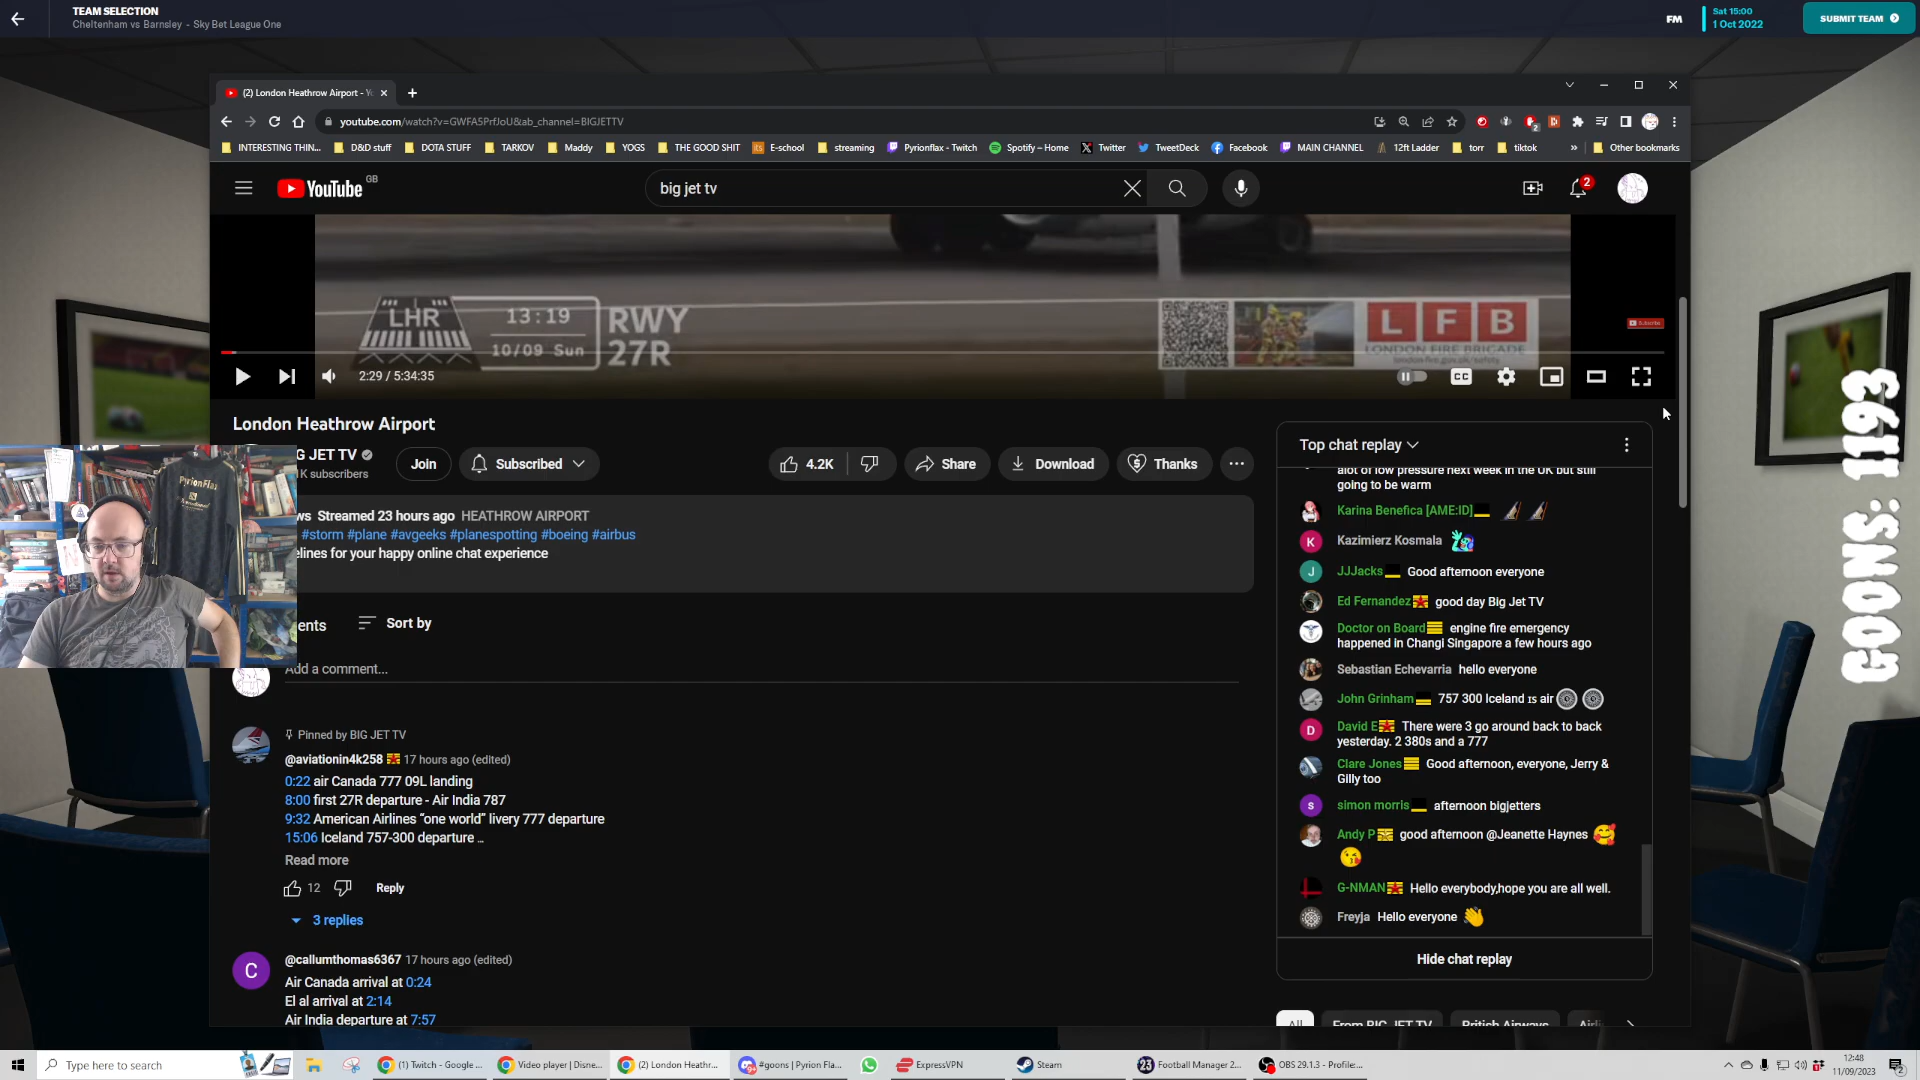 TEAM SELECTION
Cheltenham vs Barnsley - Sky Bet League One
FM
Sat 15:00
1 Oct 2022
SUBMIT TEAM
(2) London Heathrow Airport - Yo
youtube.com/watch?v=GWFA5PrfJoU&ab_channel=BIGJETTV
INTERESTING THIN...
D&D stuff
DOTA STUFF
TARKOV
Maddy
YOGS
THE GOOD SHIT
E-school
streaming
Pyrionflax - Twitch
Spotify – Home
Twitter
TweetDeck
Facebook
MAIN CHANNEL
12ft Ladder
torr
tiktok
»
Other bookmarks
YouTube GB
big jet tv
2
LHR
13:19
10/09 Sun
RWY
27R
LFB
LONDON FIRE BRIGADE
2:29 / 5:34:35
CC
London Heathrow Airport
G JET TV
K subscribers
Join
Subscribed
4.2K
Share
Download
Thanks
ws Streamed 23 hours ago HEATHROW AIRPORT
#storm #plane #avgeeks #planespotting #boeing #airbus
elines for your happy online chat experience
ents
Sort by
Add a comment...
Pinned by BIG JET TV
@aviationin4k258 17 hours ago (edited)
0:22 air Canada 777 09L landing
8:00 first 27R departure - Air India 787
9:32 American Airlines “one world” livery 777 departure
15:06 Iceland 757-300 departure ...
Read more
12
Reply
3 replies
C
@callumthomas6367 17 hours ago (edited)
Air Canada arrival at 0:24
El al arrival at 2:14
Air India departure at 7:57
Top chat replay
alot of low pressure next week in the UK but still
going to be warm
Karina Benefica [AME:ID]
K Kazimierz Kosmala
J JJJacks Good afternoon everyone
Ed Fernandez good day Big Jet TV
Doctor on Board engine fire emergency
happened in Changi Singapore a few hours ago
Sebastian Echevarria hello everyone
John Grinham 757 300 Iceland ɪs air
D David E There were 3 go around back to back
yesterday. 2 380s and a 777
Clare Jones Good afternoon, everyone, Jerry &
Gilly too
s simon morris afternoon bigjetters
Andy P good afternoon @Jeanette Haynes
G-NMAN Hello everybody,hope you are all well.
Freyja Hello everyone
Hide chat replay
All
From BIG JET TV
British Airways
GOONS: 1193
PyrionFlax
Type here to search
(1) Twitch - Google ...
Video player | Disne...
(2) London Heathr...
#goons | Pyrion Fla...
ExpressVPN
Steam
Football Manager 2...
OBS 29.1.3 - Profile:...
12:48
11/09/2023
2